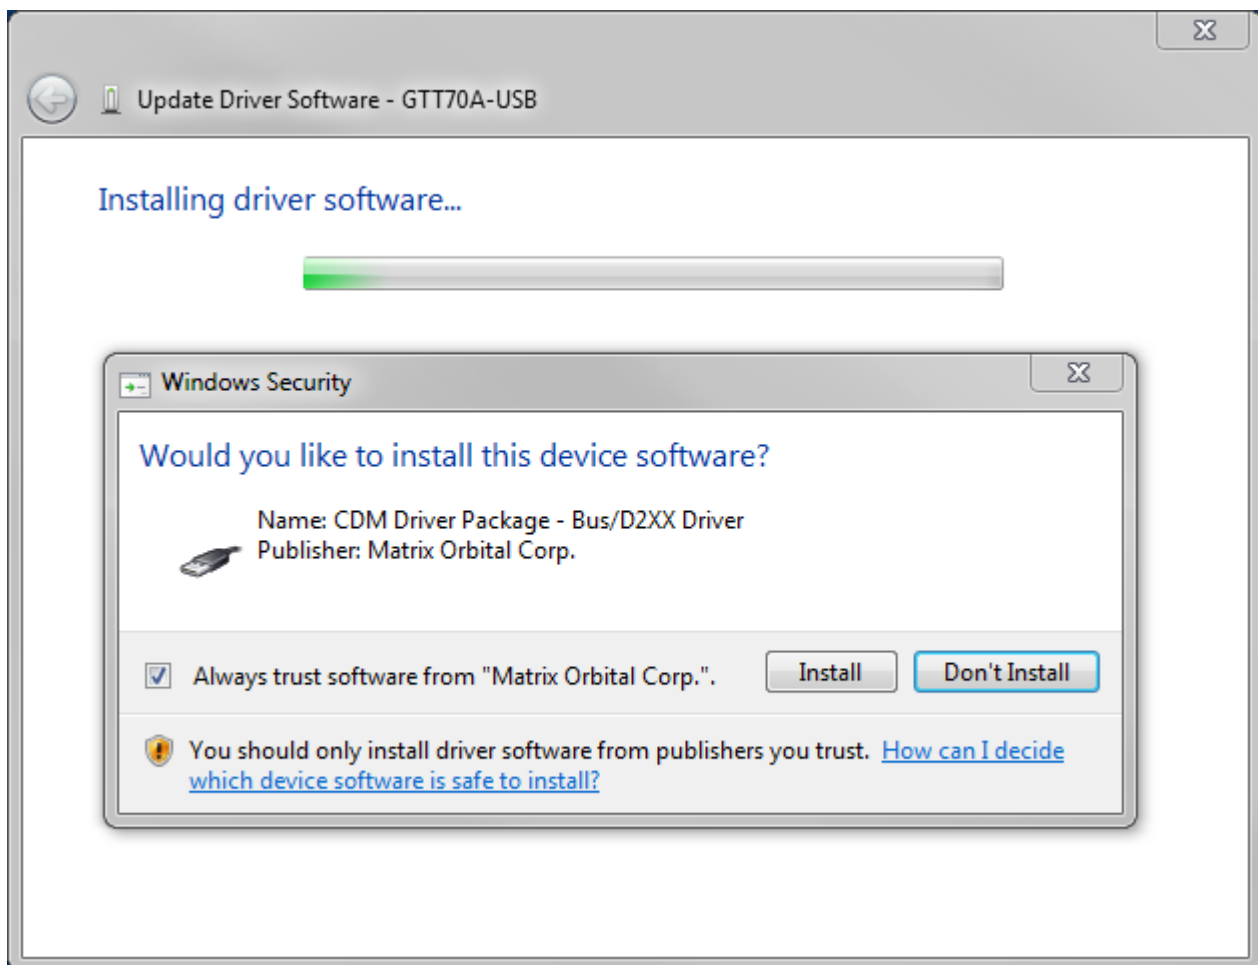 Update Driver Software - GTT70A-USB
Installing driver software...
Windows Security
Would you like to install this device software?
Name: CDM Driver Package - Bus/D2XX Driver
Publisher: Matrix Orbital Corp.
Always trust software from "Matrix Orbital Corp.".
Install
Don't Install
You should only install driver software from publishers you trust. How can I decide
which device software is safe to install?